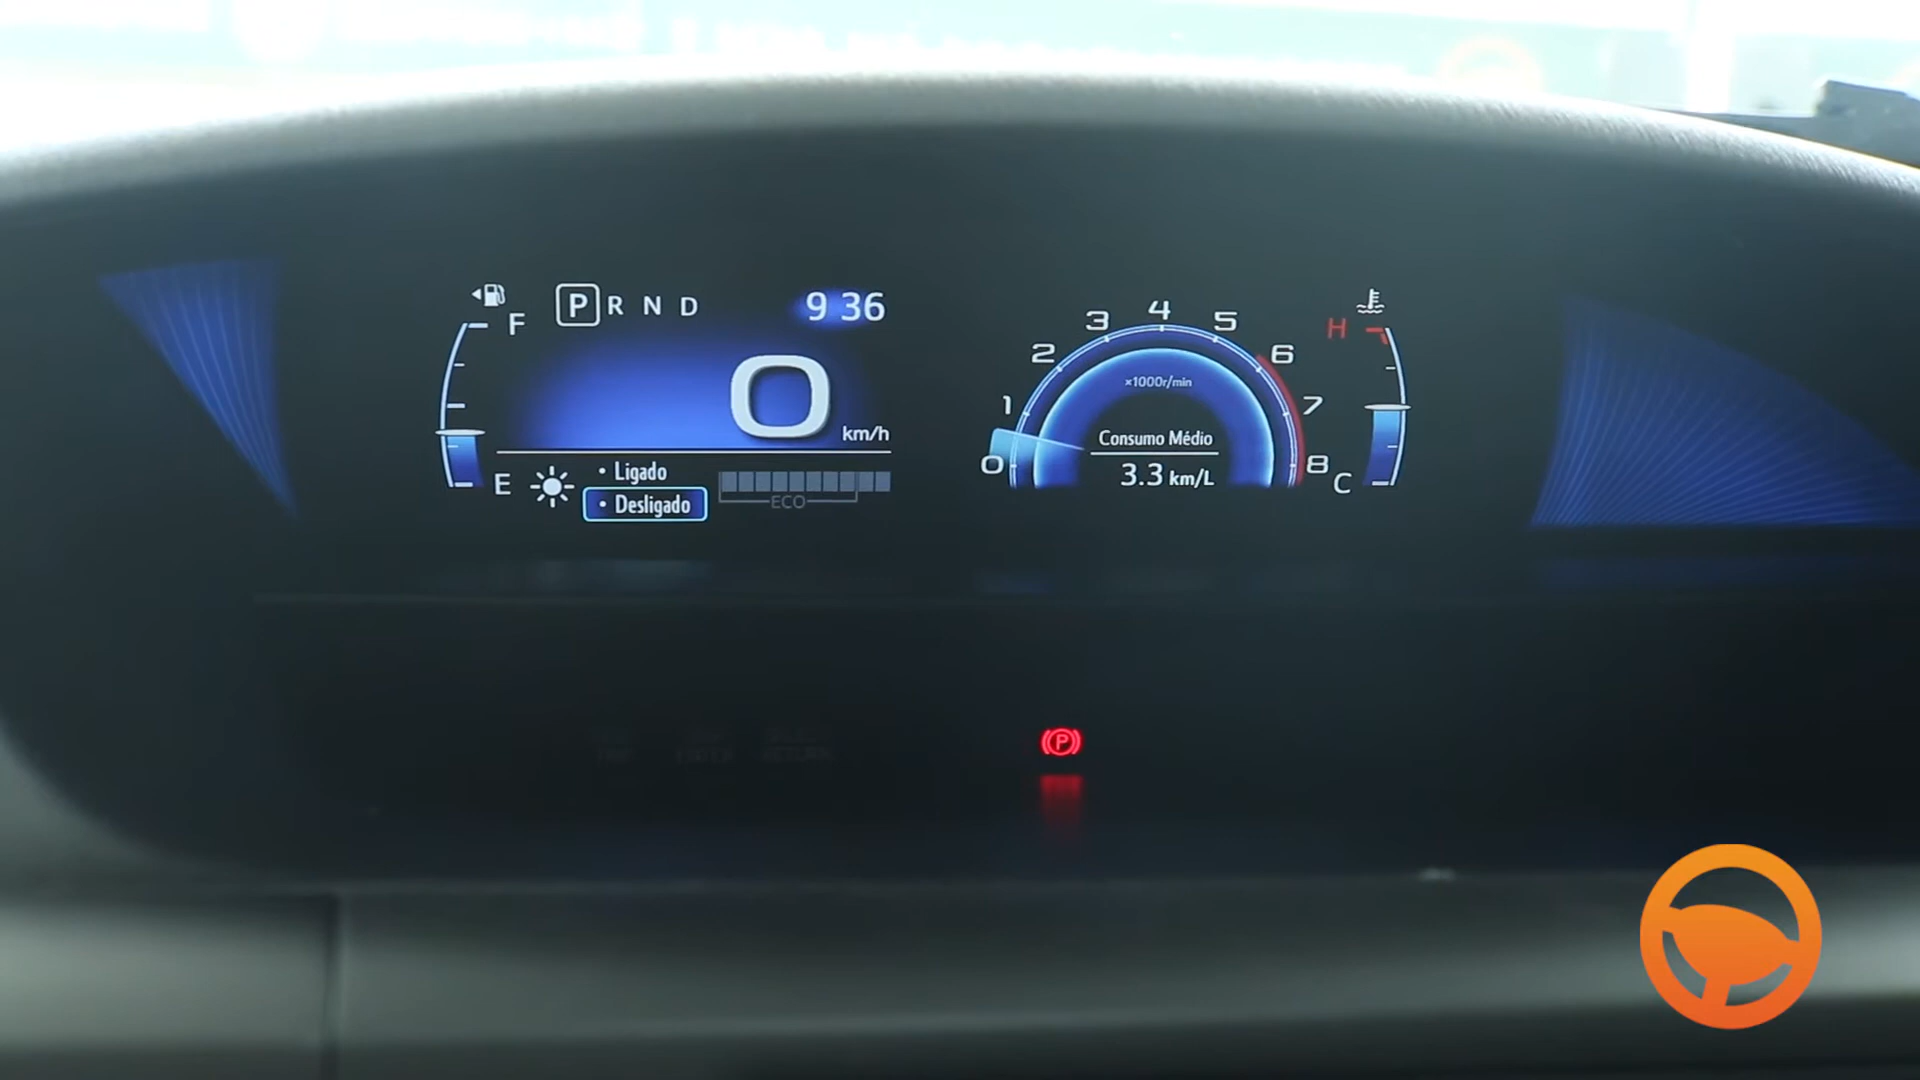 F
P R N D
9 36
0
km/h
E
• Ligado
• Desligado
ECO
0 1 2 3 4 5 6 7 8
×1000r/min
Consumo Médio
3.3 km/L
H
C
P